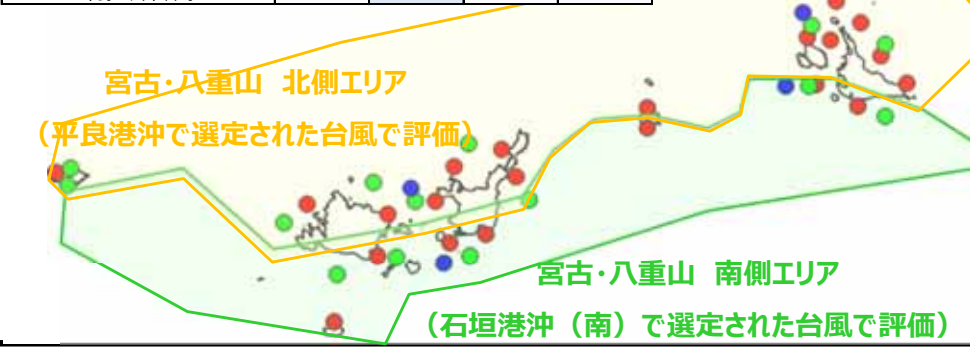 宮古・八重山 北側エリア
（平良港沖で選定された台風で評価）
宮古・八重山 南側エリア
（石垣港沖（南）で選定された台風で評価）